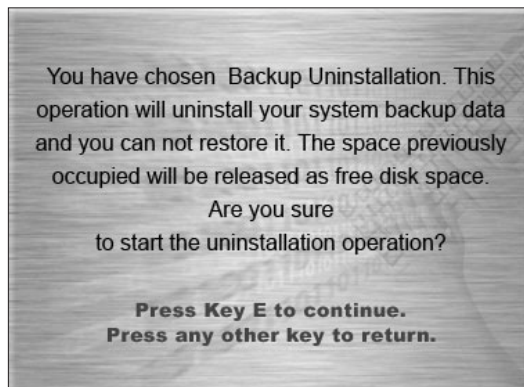 You have chosen  Backup Uninstallation. This
operation will uninstall your system backup data
and you can not restore it. The space previously
occupied will be released as free disk space.
Are you sure
to start the uninstallation operation?
Press Key E to continue.
Press any other key to return.